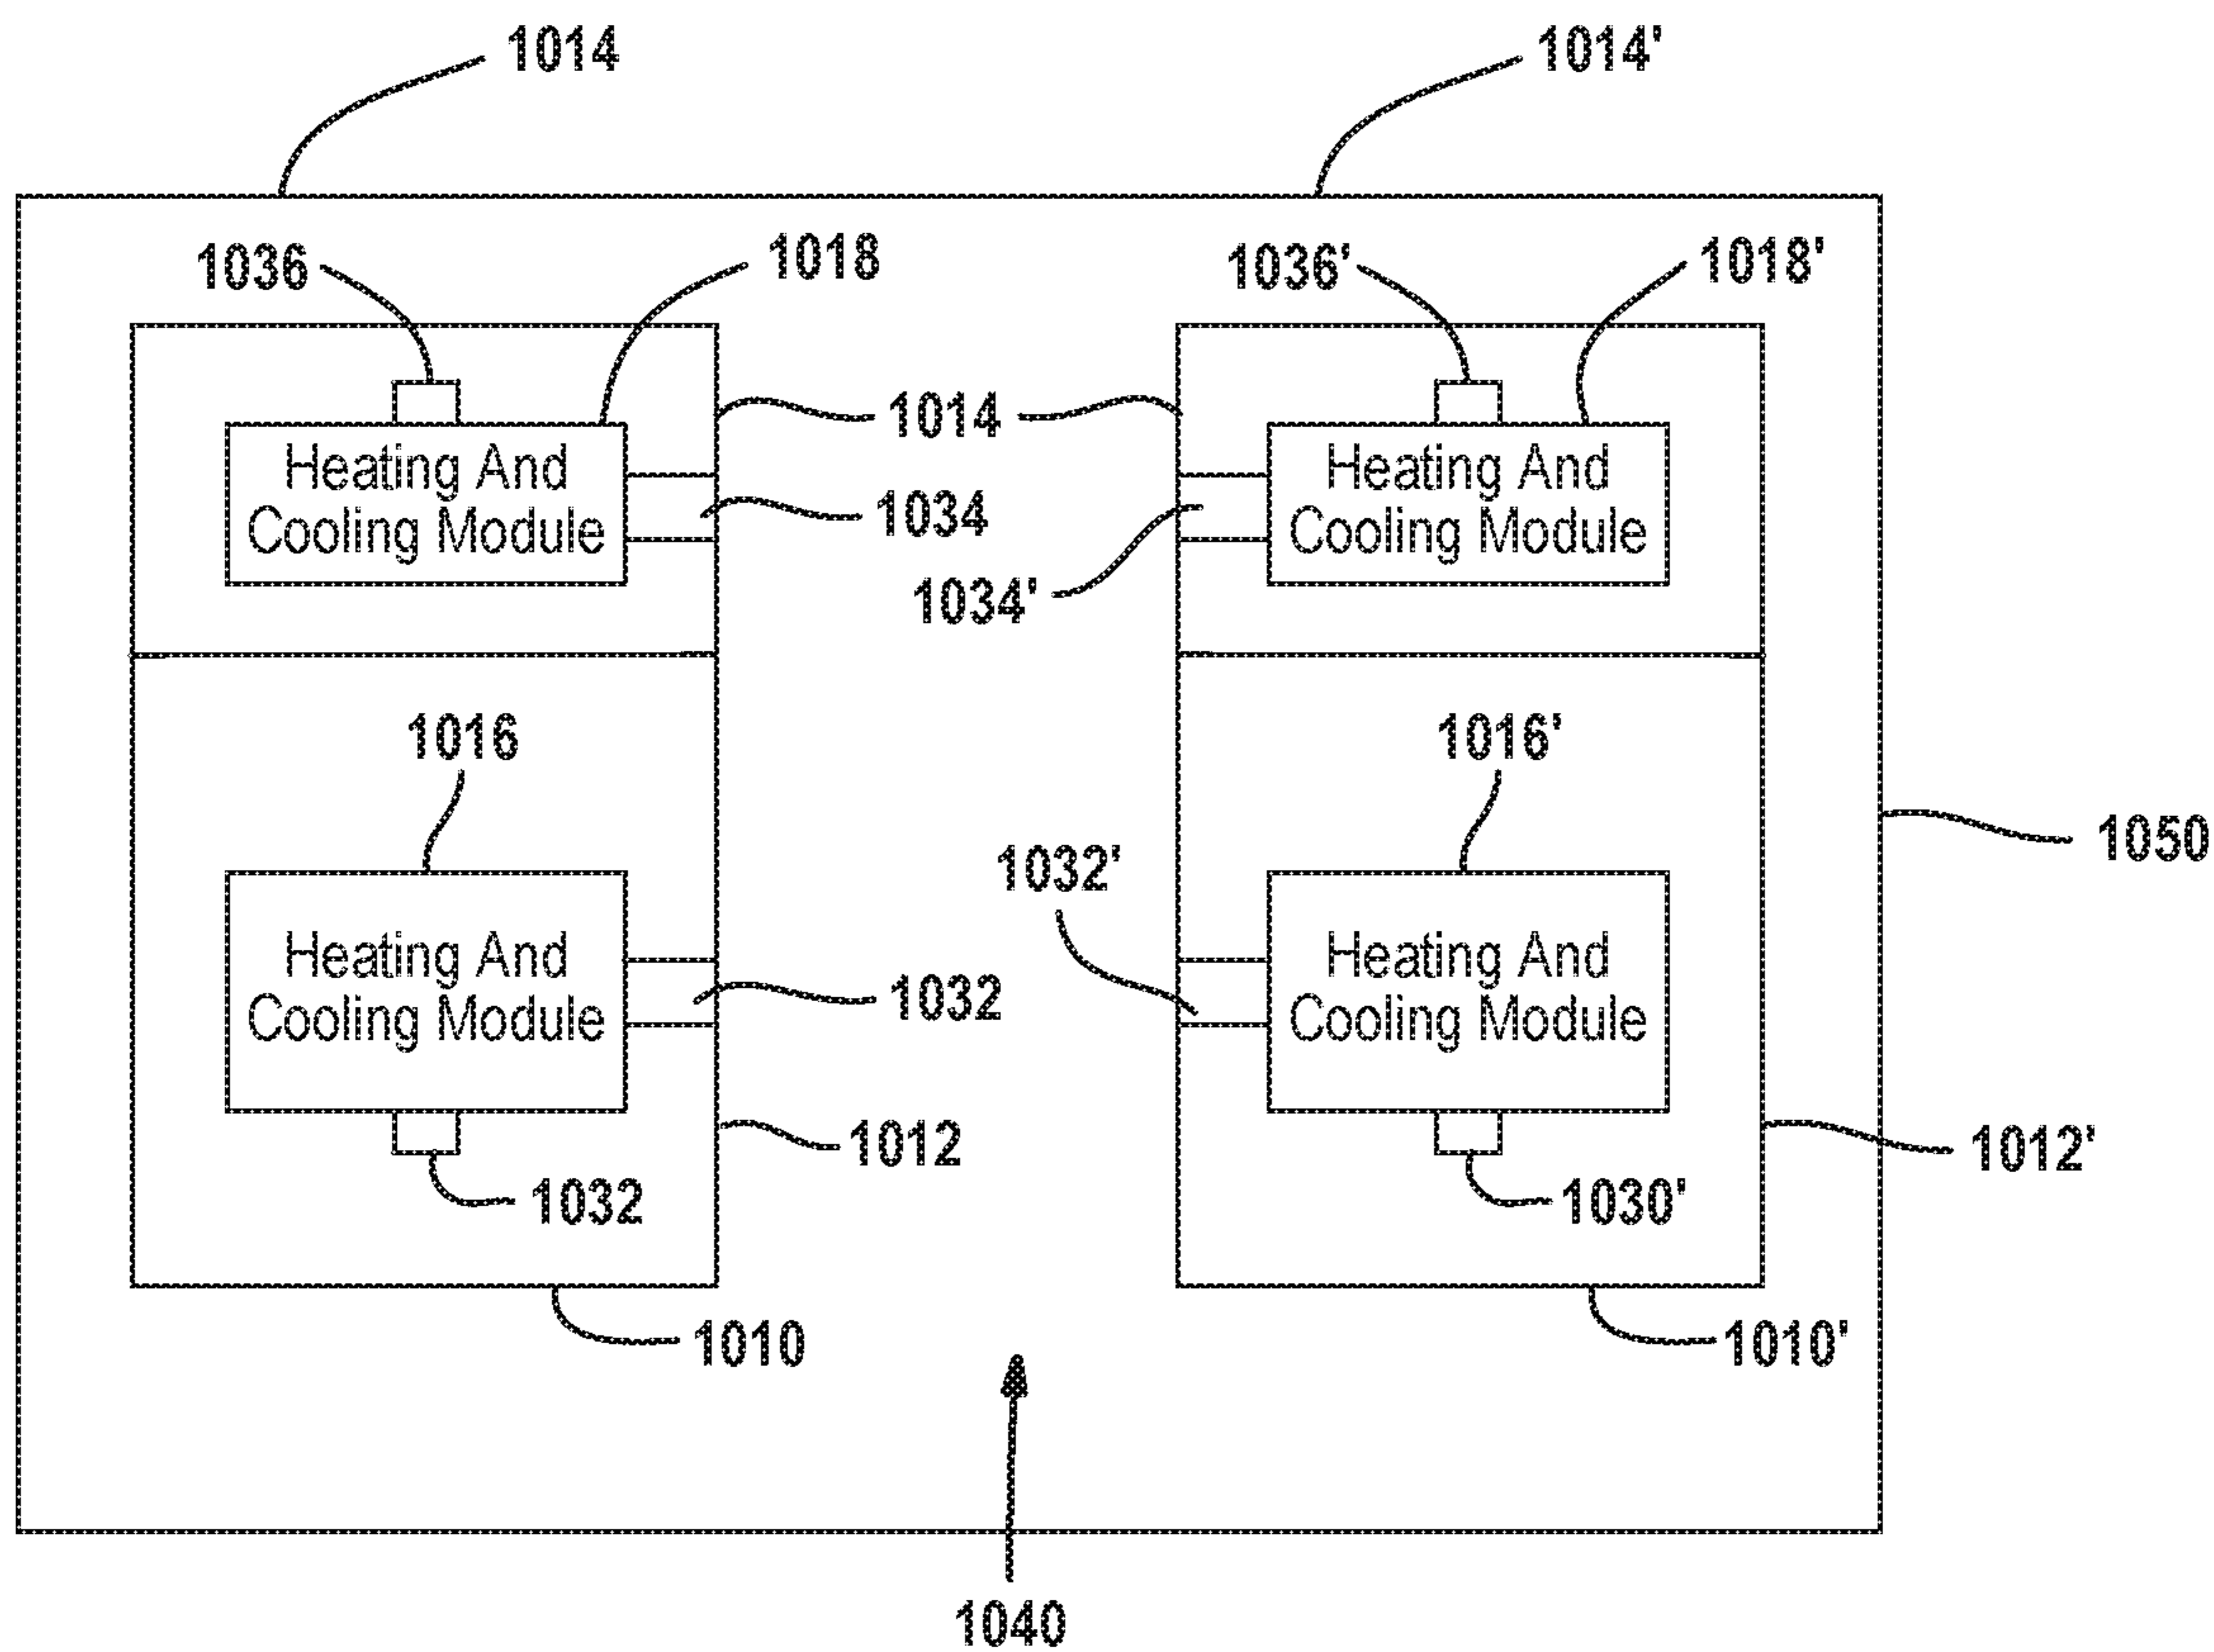 1014
1014'
1036
1018
1036'
1018'
1014
Heating And
Cooling Module
Heating And
Cooling Module
1034
1034'
1016
1016'
1050
1032'
Heating And
Cooling Module
1032
Heating And
Cooling Module
1012
1012'
1032
1030'
1010
1010'
1040